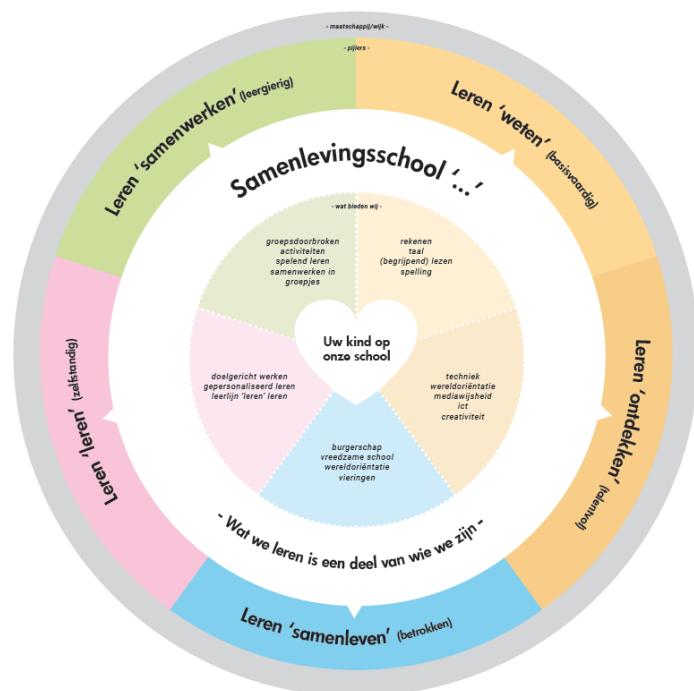 - maatschappij/wijk -
- pijlers -
Leren 'samenwerken' (leergierig)
Leren 'weten' (basisvaardig)
Samenlevingsschool '...'
- wat bieden wij -
groepsdoorbroken
activiteiten
spelend leren
samenwerken in
groepjes
rekenen
taal
(begrijpend) lezen
spelling
Uw kind op
onze school
doelgericht werken
gepersonaliseerd leren
leerlijn 'leren' leren
techniek
wereldoriëntatie
mediawijsheid
ict
creativiteit
burgerschap
vreedzame school
wereldoriëntatie
vieringen
Leren 'leren' (zelfstandig)
Leren 'ontdekken' (talentvol)
- Wat we leren is een deel van wie we zijn -
Leren 'samenleven' (betrokken)